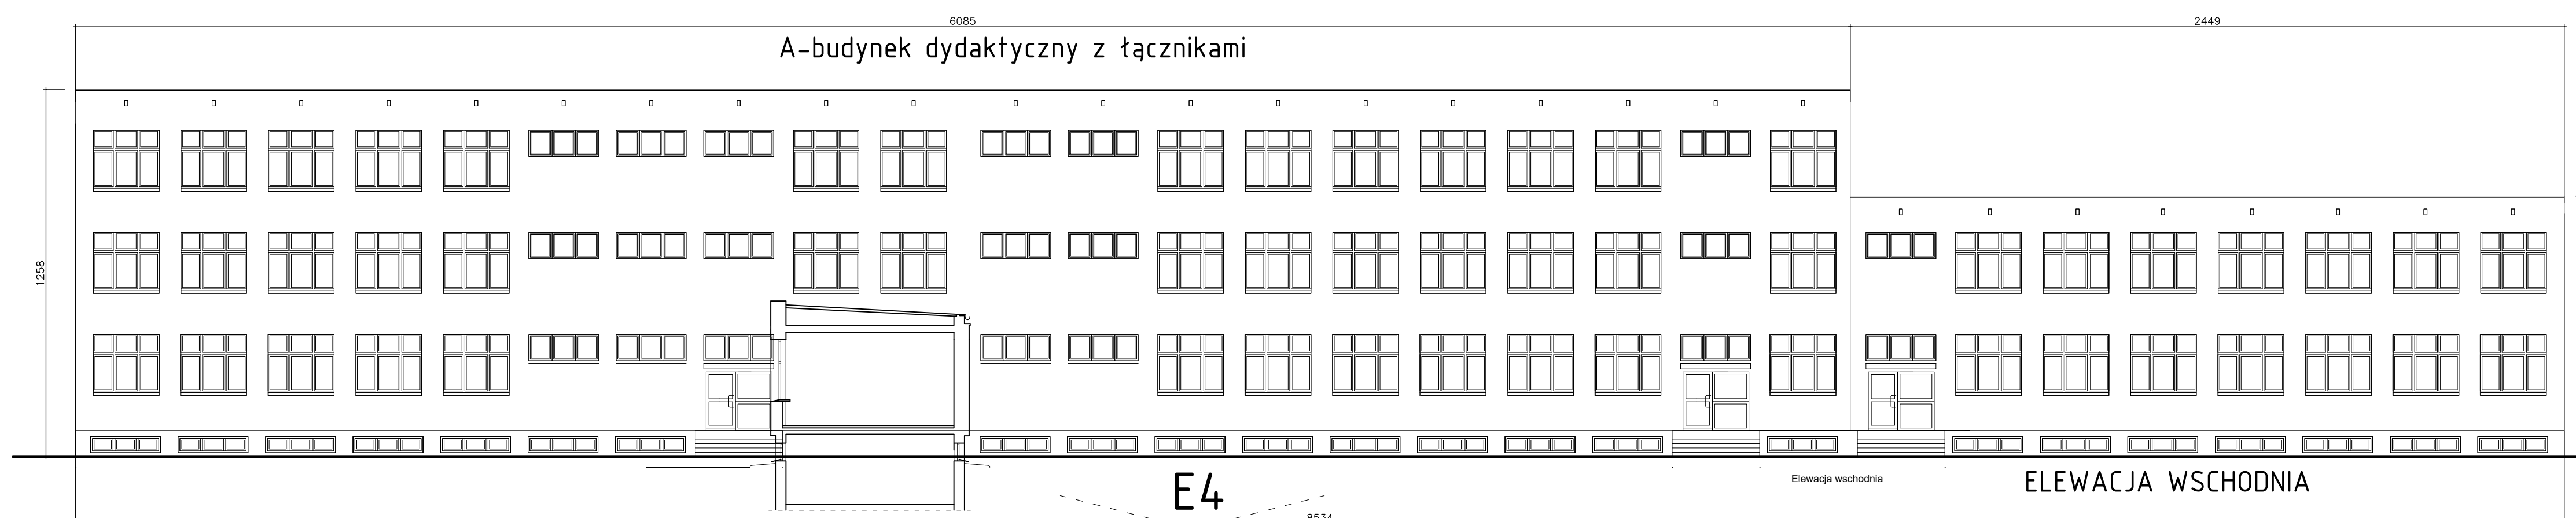 6085
2449
A-budynek dydaktyczny z łącznikami
1258
E4
Elewacja wschodnia
ELEWACJA WSCHODNIA
8534